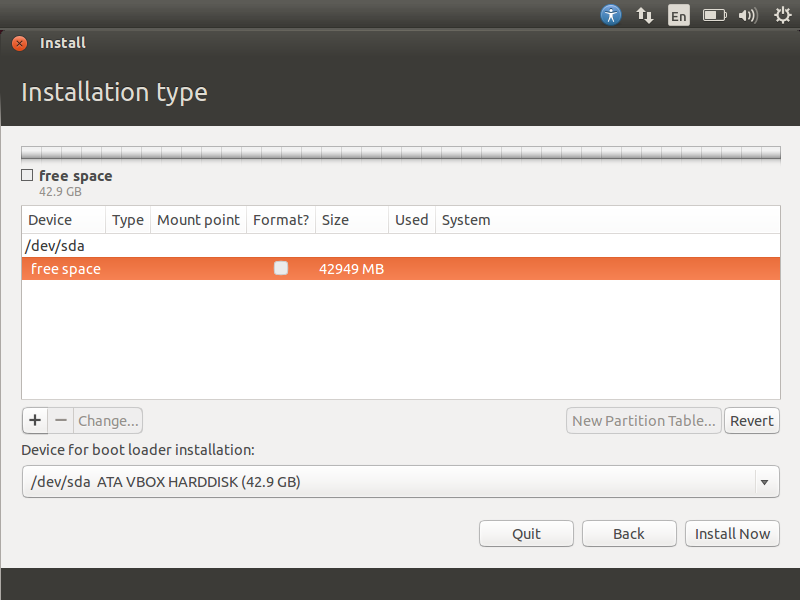 En
Install
Installation type
free space
42.9 GB
Device Type Mount point Format? Size Used System
/dev/sda
free space 42949 MB
+ − Change... New Partition Table... Revert
Device for boot loader installation:
/dev/sda ATA VBOX HARDDISK (42.9 GB)
Quit Back Install Now